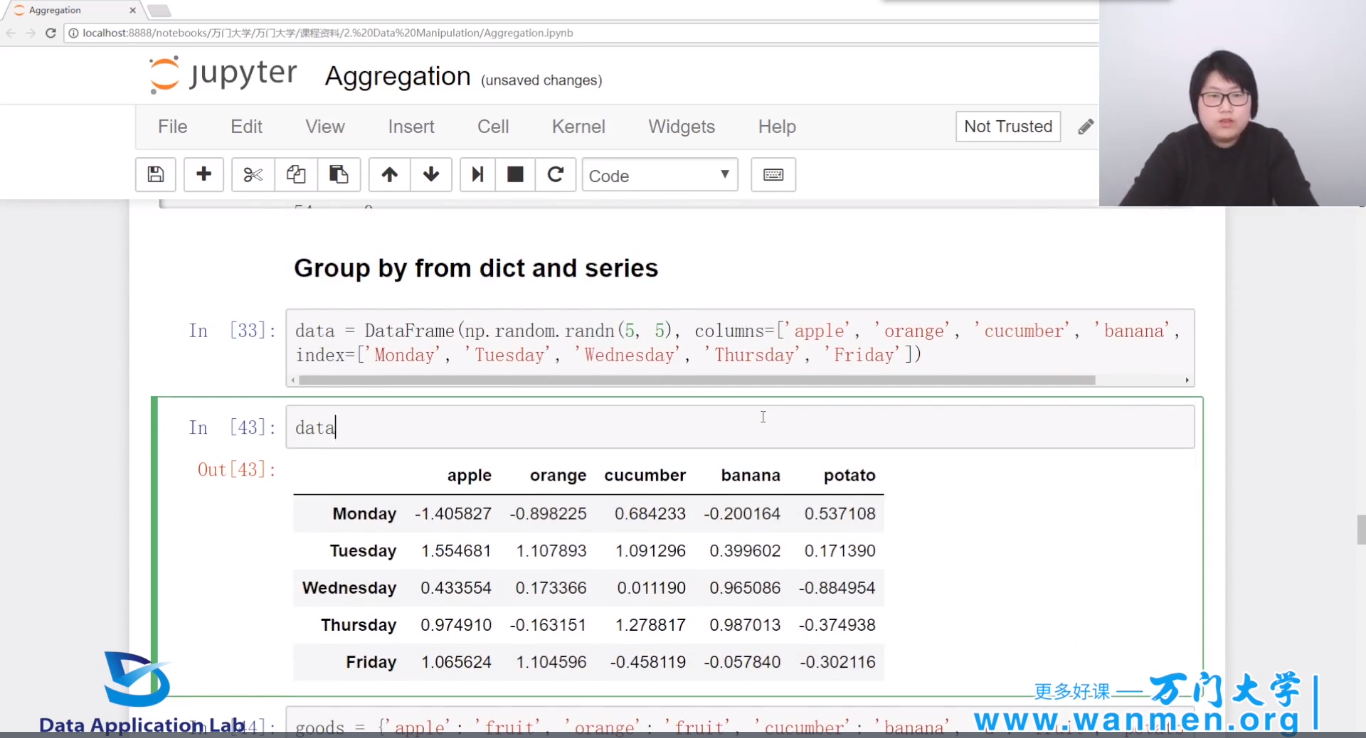 Aggregation
localhost:8888/notebooks/万门大学/万门大学/课程资料/2.%20Data%20Manipulation/Aggregation.ipynb
jupyter Aggregation (unsaved changes)
File Edit View Insert Cell Kernel Widgets Help Not Trusted
Code
Group by from dict and series
In [33]: data = DataFrame(np.random.randn(5, 5), columns=['apple', 'orange', 'cucumber', 'banana',
index=['Monday', 'Tuesday', 'Wednesday', 'Thursday', 'Friday'])
In [43]: data
Out[43]:
apple orange cucumber banana potato
Monday -1.405827 -0.898225 0.684233 -0.200164 0.537108
Tuesday 1.554681 1.107893 1.091296 0.399602 0.171390
Wednesday 0.433554 0.173366 0.011190 0.965086 -0.884954
Thursday 0.974910 -0.163151 1.278817 0.987013 -0.374938
Friday 1.065624 1.104596 -0.458119 -0.057840 -0.302116
更多好课 — 万门大学
www.wanmen.org
Data Application Lab
44]: goods = {'apple': 'fruit', 'orange': 'fruit', 'cucumber': 'banana',